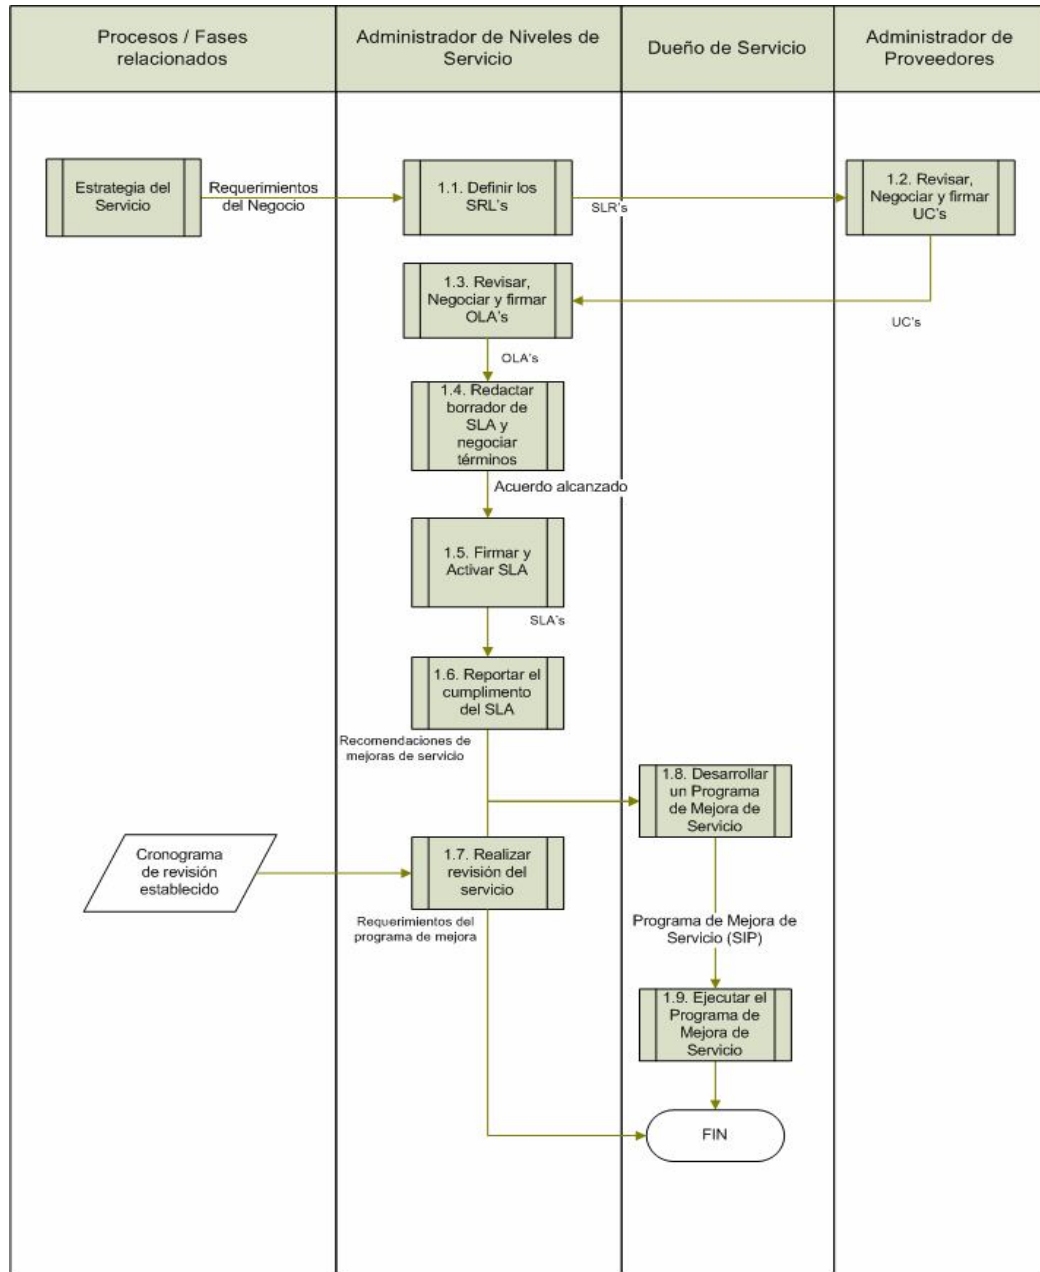 Procesos / Fases
relacionados
Administrador de Niveles de
Servicio
Dueño de Servicio
Administrador de
Proveedores
Estrategia del
Servicio
Requerimientos
del Negocio
1.1. Definir los
SRL's
SLR's
1.2. Revisar,
Negociar y firmar
UC's
1.3. Revisar,
Negociar y firmar
OLA's
UC's
OLA's
1.4. Redactar
borrador de
SLA y
negociar
términos
Acuerdo alcanzado
1.5. Firmar y
Activar SLA
SLA's
1.6. Reportar el
cumplimento
del SLA
Recomendaciones de
mejoras de servicio
1.8. Desarrollar
un Programa
de Mejora de
Servicio
Cronograma
de revisión
establecido
1.7. Realizar
revisión del
servicio
Requerimientos del
programa de mejora
Programa de Mejora de
Servicio (SIP)
1.9. Ejecutar el
Programa de
Mejora de
Servicio
FIN